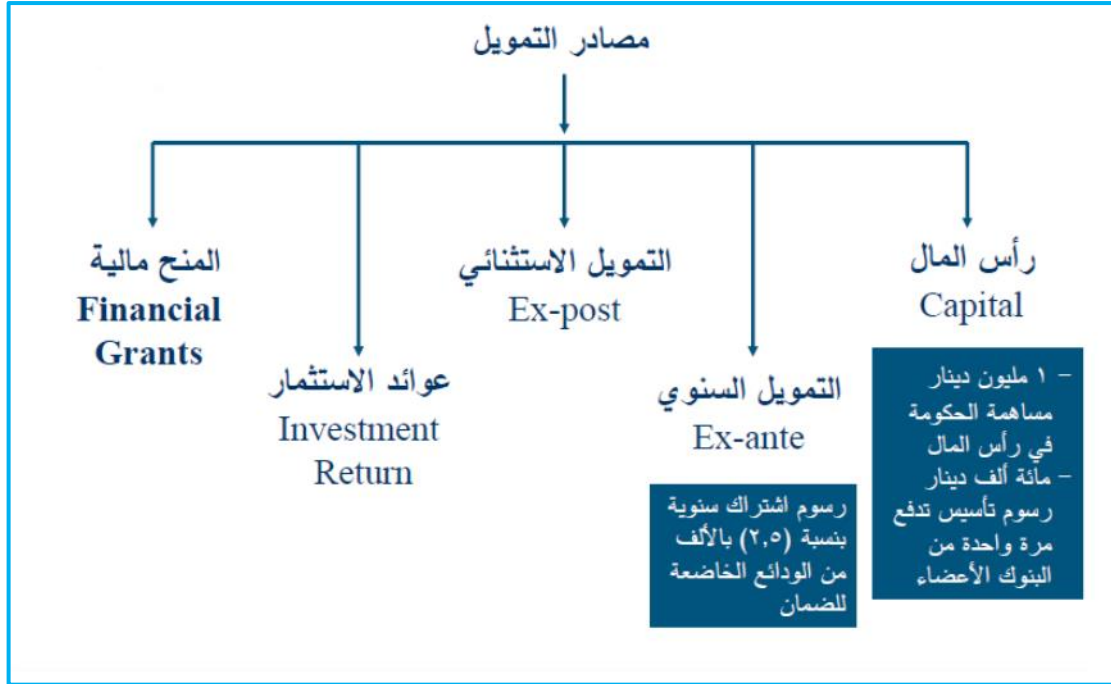 مصادر التمويل
رأس المال
Capital
– ١ مليون دينار
مساهمة الحكومة
في رأس المال
– مائة ألف دينار
رسوم تأسيس تدفع
مرة واحدة من
البنوك الأعضاء
التمويل السنوي
Ex-ante
رسوم اشتراك سنوية
بنسبة (٢,٥) بالألف
من الودائع الخاضعة
للضمان
التمويل الاستثنائي
Ex-post
عوائد الاستثمار
Investment
Return
المنح مالية
Financial
Grants